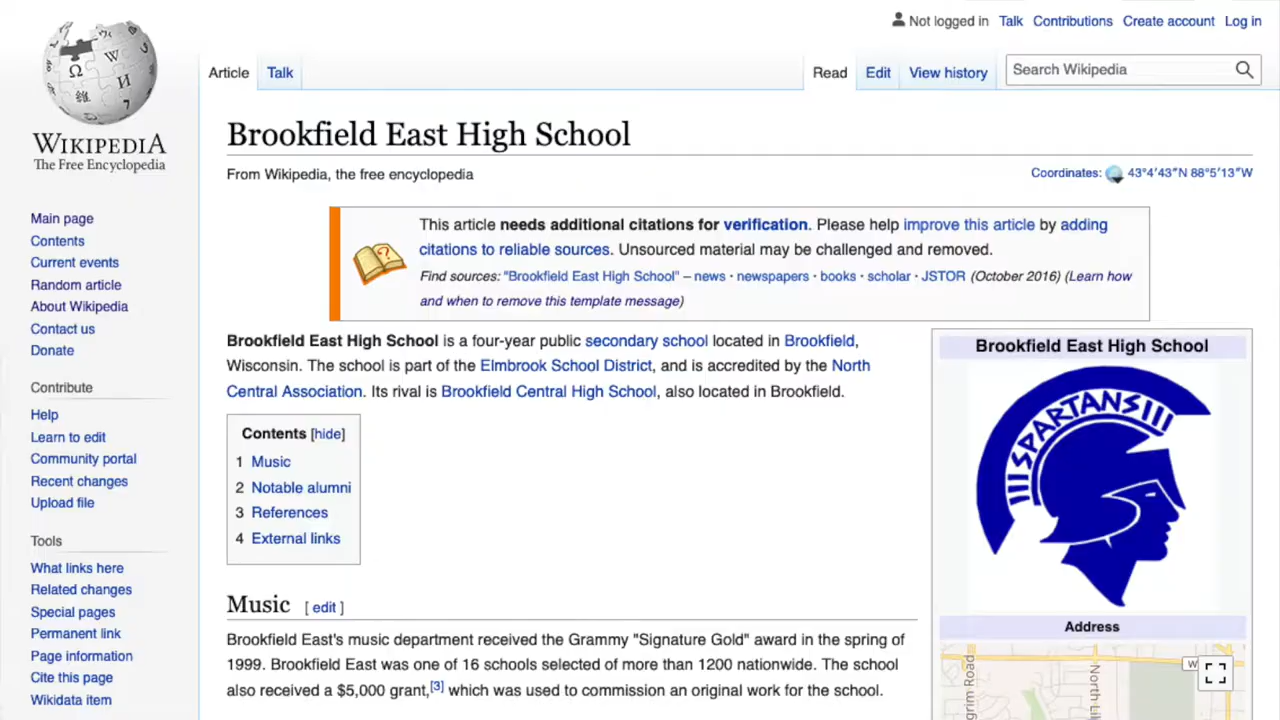 Not logged in Talk Contributions Create account Log in
Article Talk Read Edit View history Search Wikipedia
WIKIPEDIA
The Free Encyclopedia
Main page
Contents
Current events
Random article
About Wikipedia
Contact us
Donate
Contribute
Help
Learn to edit
Community portal
Recent changes
Upload file
Tools
What links here
Related changes
Special pages
Permanent link
Page information
Cite this page
Wikidata item
Brookfield East High School
From Wikipedia, the free encyclopedia
Coordinates: 43°4′43″N 88°5′13″W
This article needs additional citations for verification. Please help improve this article by adding
citations to reliable sources. Unsourced material may be challenged and removed.
Find sources: "Brookfield East High School" – news · newspapers · books · scholar · JSTOR (October 2016) (Learn how
and when to remove this template message)
Brookfield East High School is a four-year public secondary school located in Brookfield,
Wisconsin. The school is part of the Elmbrook School District, and is accredited by the North
Central Association. Its rival is Brookfield Central High School, also located in Brookfield.
Contents [hide]
1 Music
2 Notable alumni
3 References
4 External links
Music [ edit ]
Brookfield East's music department received the Grammy "Signature Gold" award in the spring of
1999. Brookfield East was one of 16 schools selected of more than 1200 nationwide. The school
also received a $5,000 grant,[3] which was used to commission an original work for the school.
Brookfield East High School
SPARTANS
Address
grim Road
North Lil
W